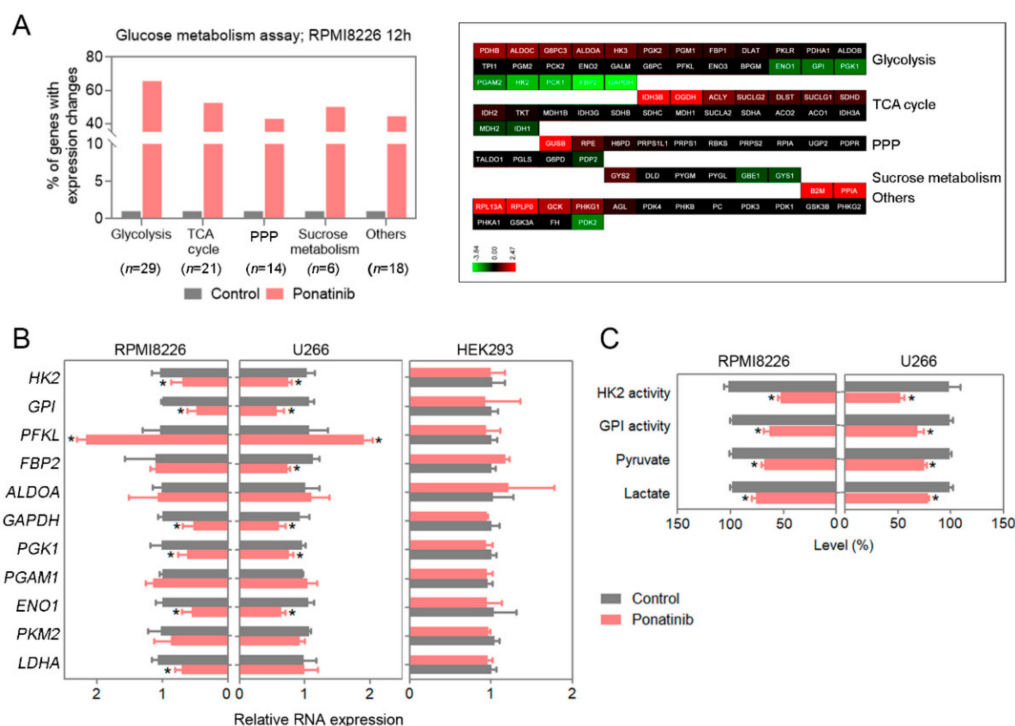 A
Glucose metabolism assay; RPMI8226 12h
% of genes with
expression changes
80
60
40
10
5
0
Glycolysis
TCA
cycle
PPP
Sucrose
metabolism
Others
(n=29) (n=21) (n=14) (n=6) (n=18)
Control Ponatinib
PDHB ALDOC G6PC3 ALDOA HK3 PGK2 PGM1 FBP1 DLAT PKLR PDHA1 ALDOB
Glycolysis
TPI1 PGM2 PCK2 ENO2 GALM G6PC PFKL ENO3 BPGM ENO1 GPI PGK1
PGAM2 HK2 PCK1 FBP2 GAPDH
IDH3B OGDH ACLY SUCLG2 DLST SUCLG1 SDHD
TCA cycle
IDH2 TKT MDH1B IDH3G SDHB SDHC MDH1 SUCLA2 SDHA ACO2 ACO1 IDH3A
MDH2 IDH1
GUSB RPE H6PD PRPS1L1 PRPS1 RBKS PRPS2 RPIA UGP2 PDPR
PPP
TALDO1 PGLS G6PD PDP2
GYS2 DLD PYGM PYGL GBE1 GYS1
Sucrose metabolism
B2M PPIA
Others
RPL13A RPLP0 GCK PHKG1 AGL PDK4 PHKB PC PDK3 PDK1 GSK3B PHKG2
PHKA1 GSK3A FH PDK2
-3.84 0.00 2.47
B
RPMI8226 U266 HEK293
HK2
* *
GPI
* *
PFKL
* *
FBP2
*
ALDOA
GAPDH
* *
PGK1
* *
PGAM1
ENO1
* *
PKM2
LDHA
*
2 1 0 0 1 2 0 1 2
Relative RNA expression
C
RPMI8226 U266
HK2 activity
* *
GPI activity
* *
Pyruvate
* *
Lactate
* *
150 100 50 0 0 50 100 150
Level (%)
Control
Ponatinib